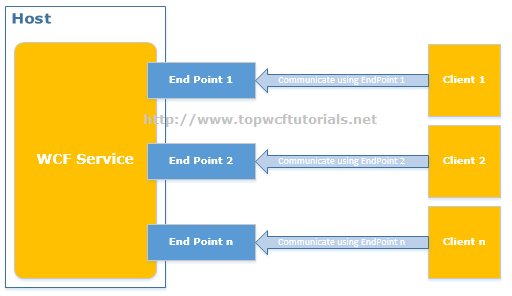 Host
End Point 1
Communicate using EndPoint 1
Client 1
http://www.topwcftutorials.net
WCF Service
End Point 2
Communicate using EndPoint 2
Client 2
End Point n
Communicate using EndPoint n
Client n